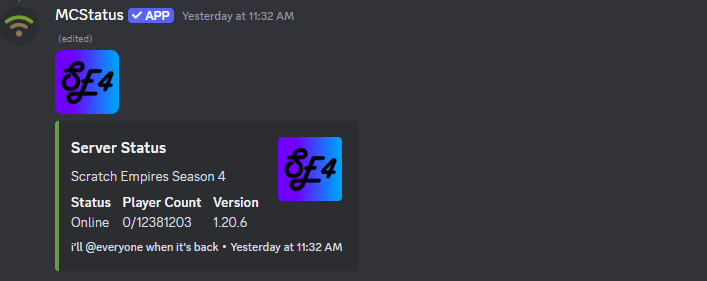 MCStatus ✓ APP Yesterday at 11:32 AM
(edited)
SE4
Server Status
SE4
Scratch Empires Season 4
Status Player Count Version
Online 0/12381203 1.20.6
i'll @everyone when it's back • Yesterday at 11:32 AM